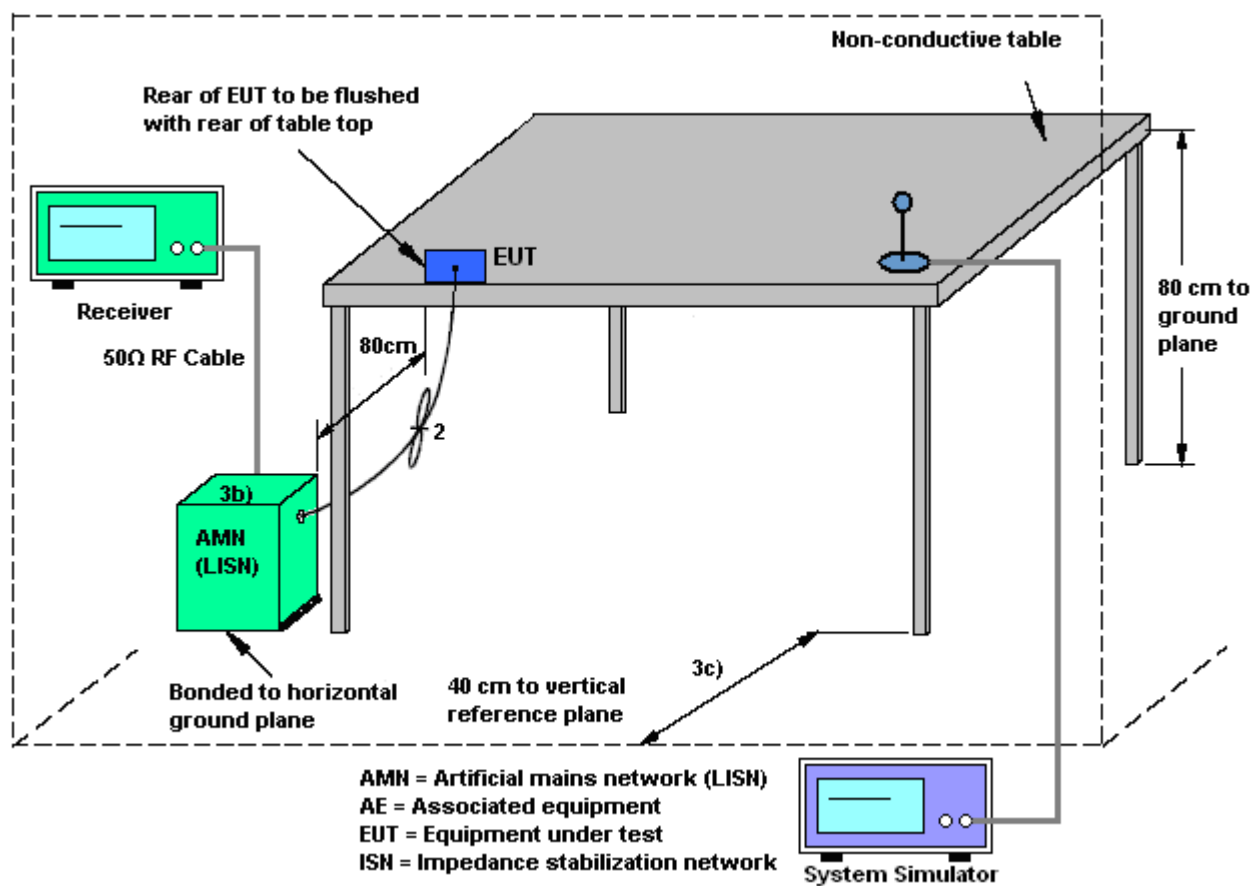 Non-conductive table
Rear of EUT to be flushed
with rear of table top
EUT
Receiver
80 cm to
ground
plane
80cm
50Ω RF Cable
2
3b)
AMN
(LISN)
3c)
Bonded to horizontal
ground plane
40 cm to vertical
reference plane
AMN = Artificial mains network (LISN)
AE = Associated equipment
EUT = Equipment under test
ISN = Impedance stabilization network
System Simulator